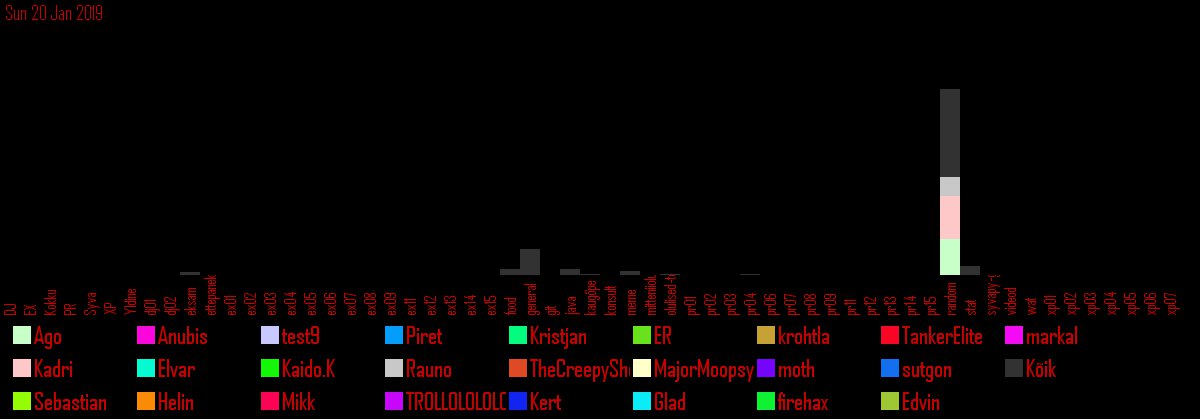 Sun 20 Jan 2019
DJ EX Kokku PR Syva XP Yldine dj01 dj02 eksam ettepanek ex01 ex02 ex03 ex04 ex05 ex06 ex07 ex08 ex09 ex11 ex12 ex13 ex14 ex15 food general git java kaugõpe konsult meme pr01 pr02 pr03 pr04 pr06 pr07 pr08 pr09 pr11 pr12 pr13 pr14 pr15 random stat videod waf xp01 xp02 xp03 xp04 xp05 xp06 xp07
Ago Anubis test9 Piret Kristjan ER krohtla TankerElite markal
Kadri Elvar Kaido.K Rauno TheCreepySh MajorMoopsy moth sutgon Kõik
Sebastian Helin Mikk TROLLOLOLOLO Kert Glad firehax Edvin